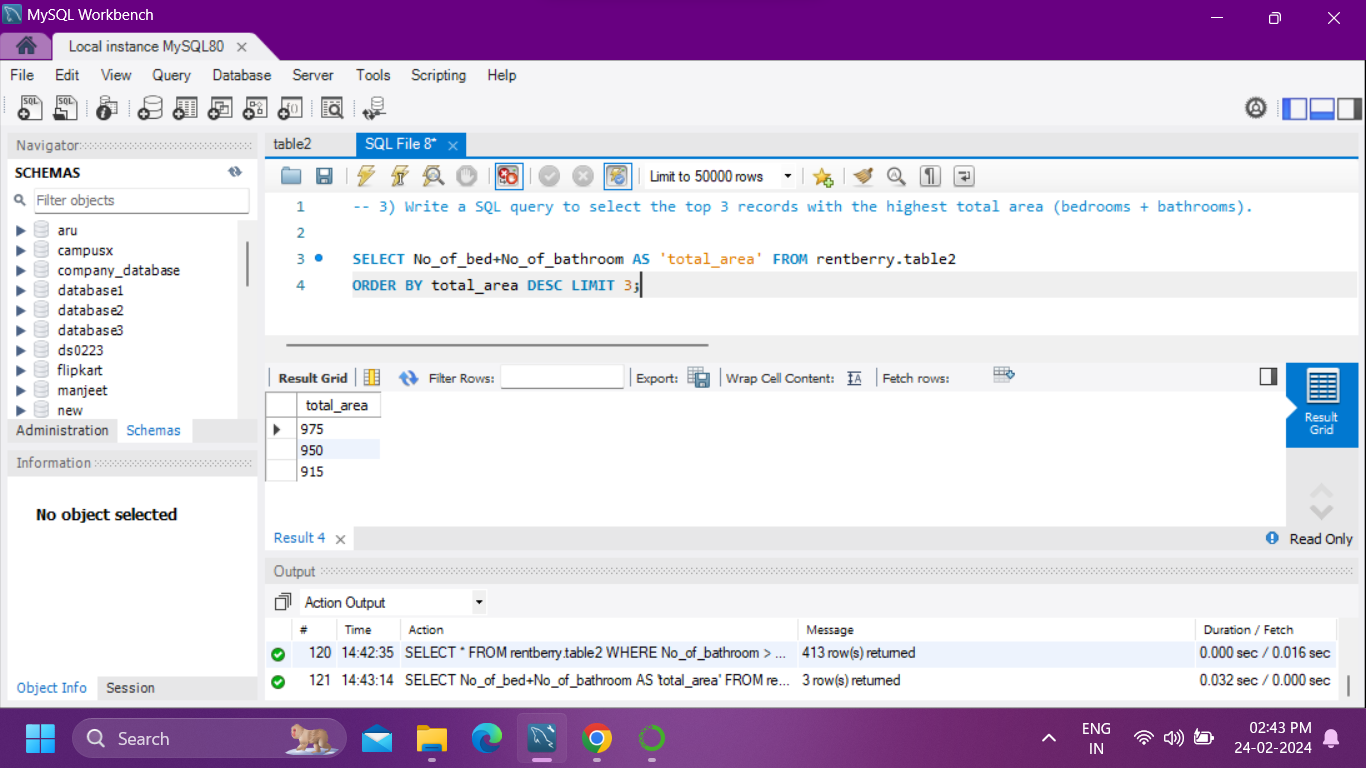 MySQL Workbench
Local instance MySQL80
File Edit View Query Database Server Tools Scripting Help
Navigator
SCHEMAS
Filter objects
aru
campusx
company_database
database1
database2
database3
ds0223
flipkart
manjeet
new
Administration Schemas
Information
No object selected
Object Info Session
table2 SQL File 8*
Limit to 50000 rows
1 -- 3) Write a SQL query to select the top 3 records with the highest total area (bedrooms + bathrooms).
2
3 SELECT No_of_bed+No_of_bathroom AS 'total_area' FROM rentberry.table2
4 ORDER BY total_area DESC LIMIT 3;
Result Grid Filter Rows: Export: Wrap Cell Content: Fetch rows:
total_area
975
950
915
Result Grid
Result 4 Read Only
Output
Action Output
# Time Action Message Duration / Fetch
120 14:42:35 SELECT * FROM rentberry.table2 WHERE No_of_bathroom > ... 413 row(s) returned 0.000 sec / 0.016 sec
121 14:43:14 SELECT No_of_bed+No_of_bathroom AS 'total_area' FROM re... 3 row(s) returned 0.032 sec / 0.000 sec
Search
ENG
IN
02:43 PM
24-02-2024